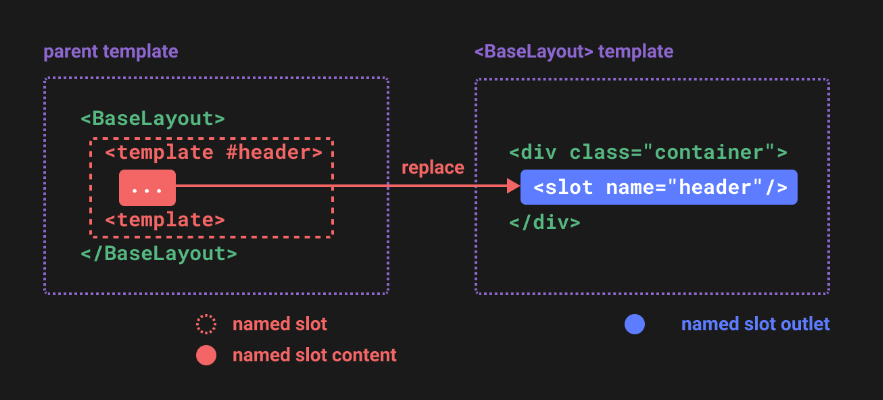 parent template
<BaseLayout>
<template #header>
...
<template>
</BaseLayout>
replace
<BaseLayout> template
<div class="container">
<slot name="header"/>
</div>
named slot
named slot content
named slot outlet